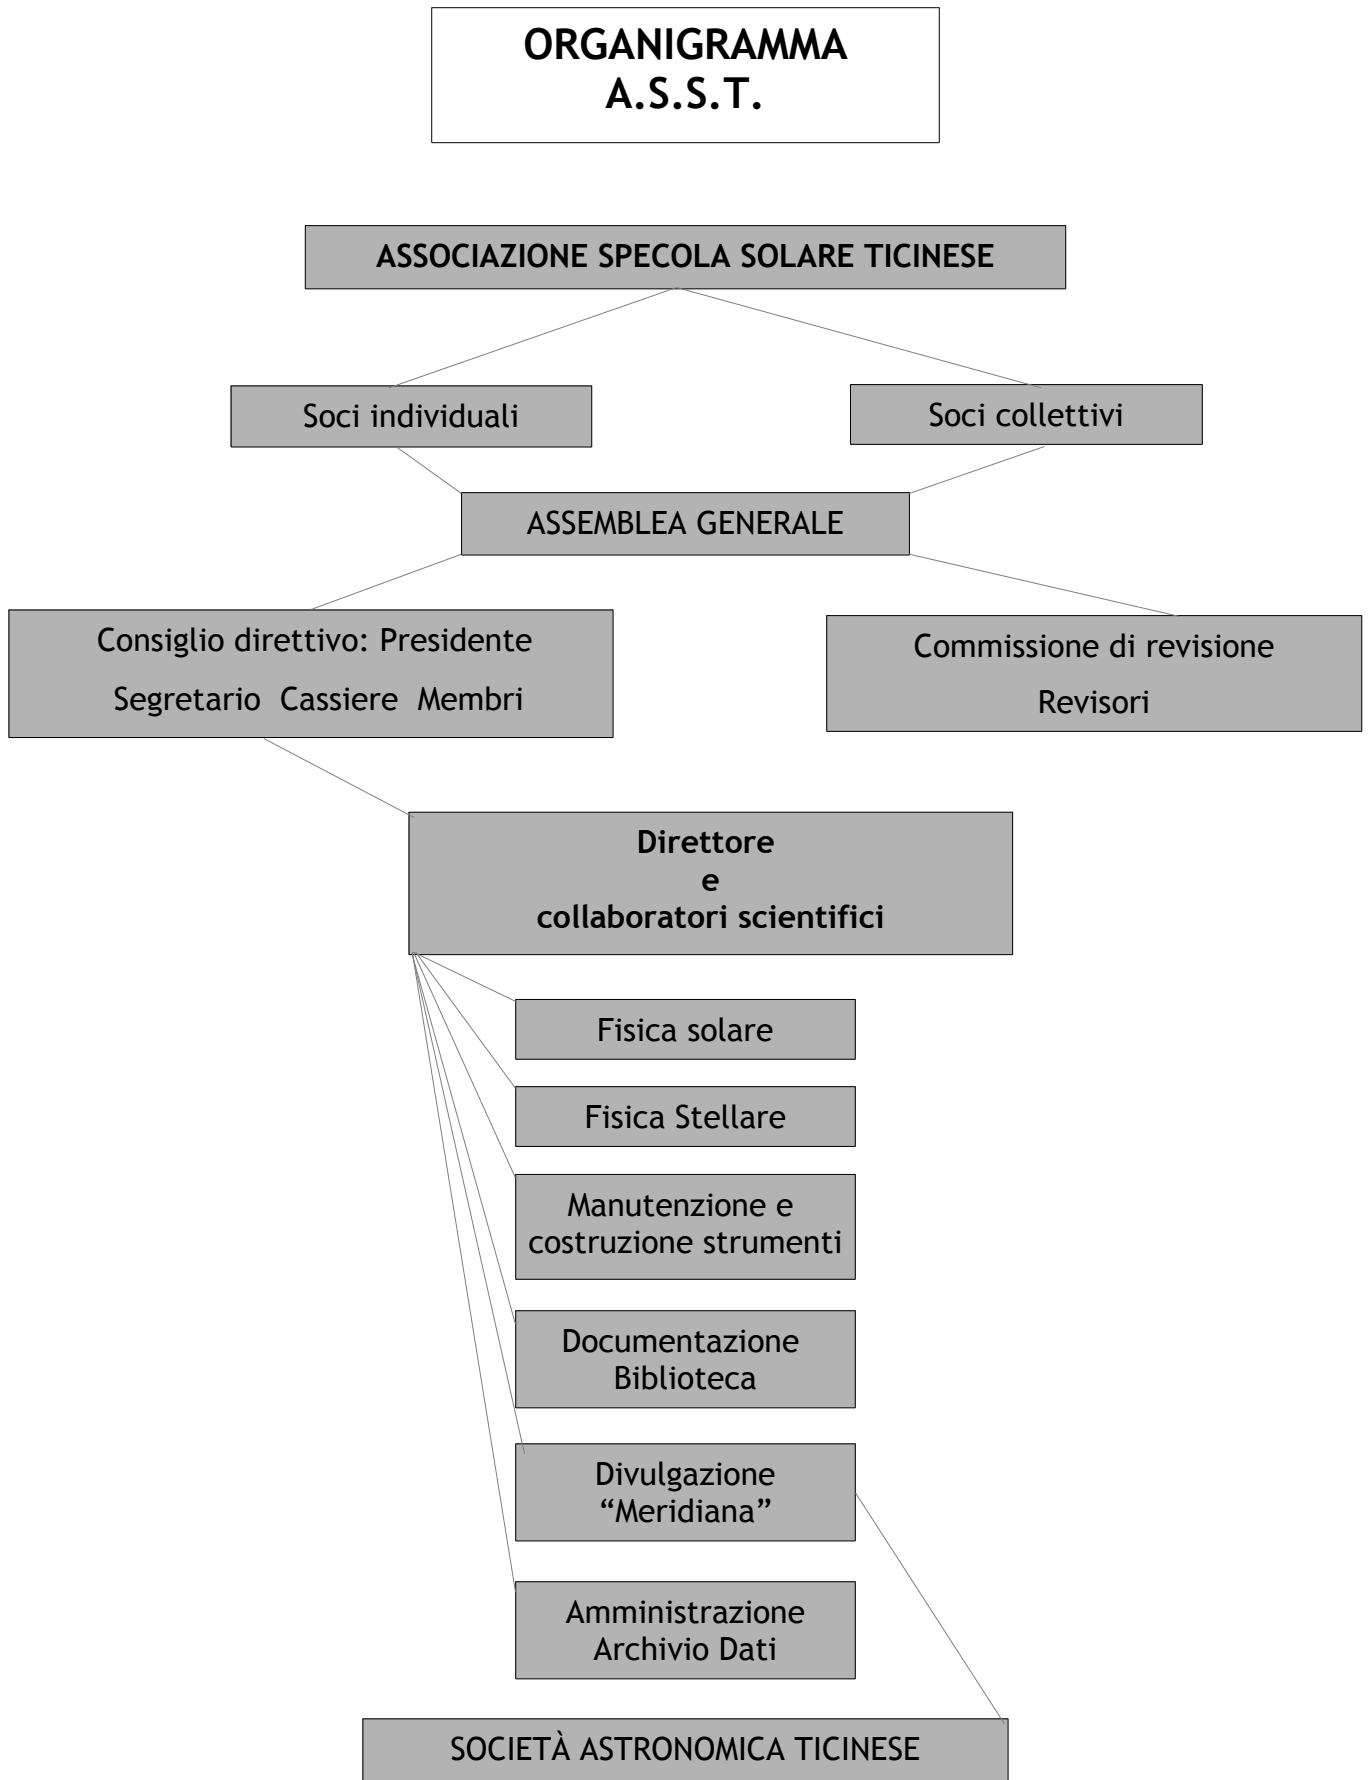 ORGANIGRAMMA
A.S.S.T.
ASSOCIAZIONE SPECOLA SOLARE TICINESE
Soci individuali
Soci collettivi
ASSEMBLEA GENERALE
Consiglio direttivo: Presidente
Segretario Cassiere Membri
Commissione di revisione
Revisori
Direttore
e
collaboratori scientifici
Fisica solare
Fisica Stellare
Manutenzione e
costruzione strumenti
Documentazione
Biblioteca
Divulgazione
“Meridiana”
Amministrazione
Archivio Dati
SOCIETÀ ASTRONOMICA TICINESE